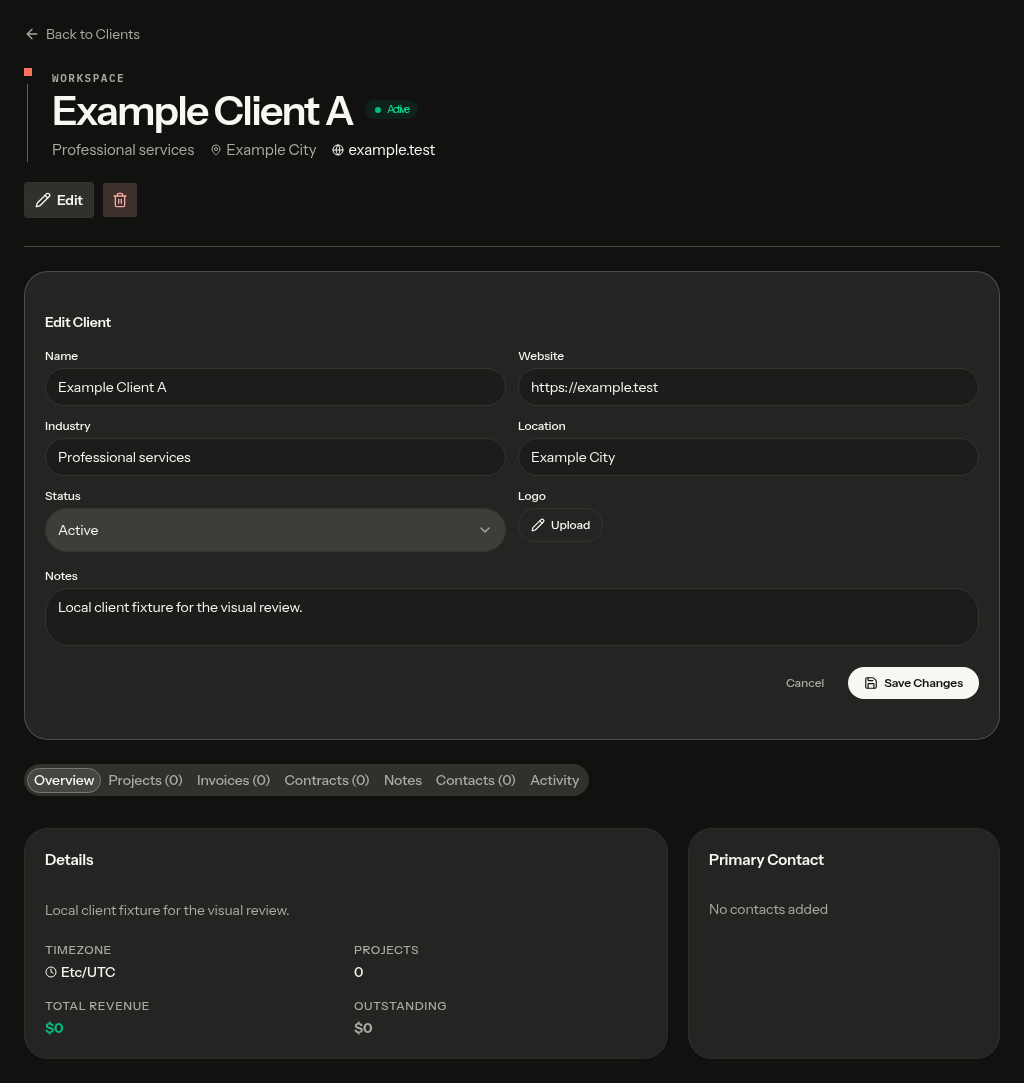 Back to Clients
WORKSPACE
Example Client A
Active
Professional services
Example City
example.test
Edit
Edit Client
Name
Website
Example Client A
https://example.test
Industry
Location
Professional services
Example City
Status
Logo
Active
Upload
Notes
Local client fixture for the visual review.
Cancel
Save Changes
Overview
Projects (0)
Invoices (0)
Contracts (0)
Notes
Contacts (0)
Activity
Details
Primary Contact
Local client fixture for the visual review.
No contacts added
TIMEZONE
PROJECTS
Etc/UTC
0
TOTAL REVENUE
OUTSTANDING
$0
$0